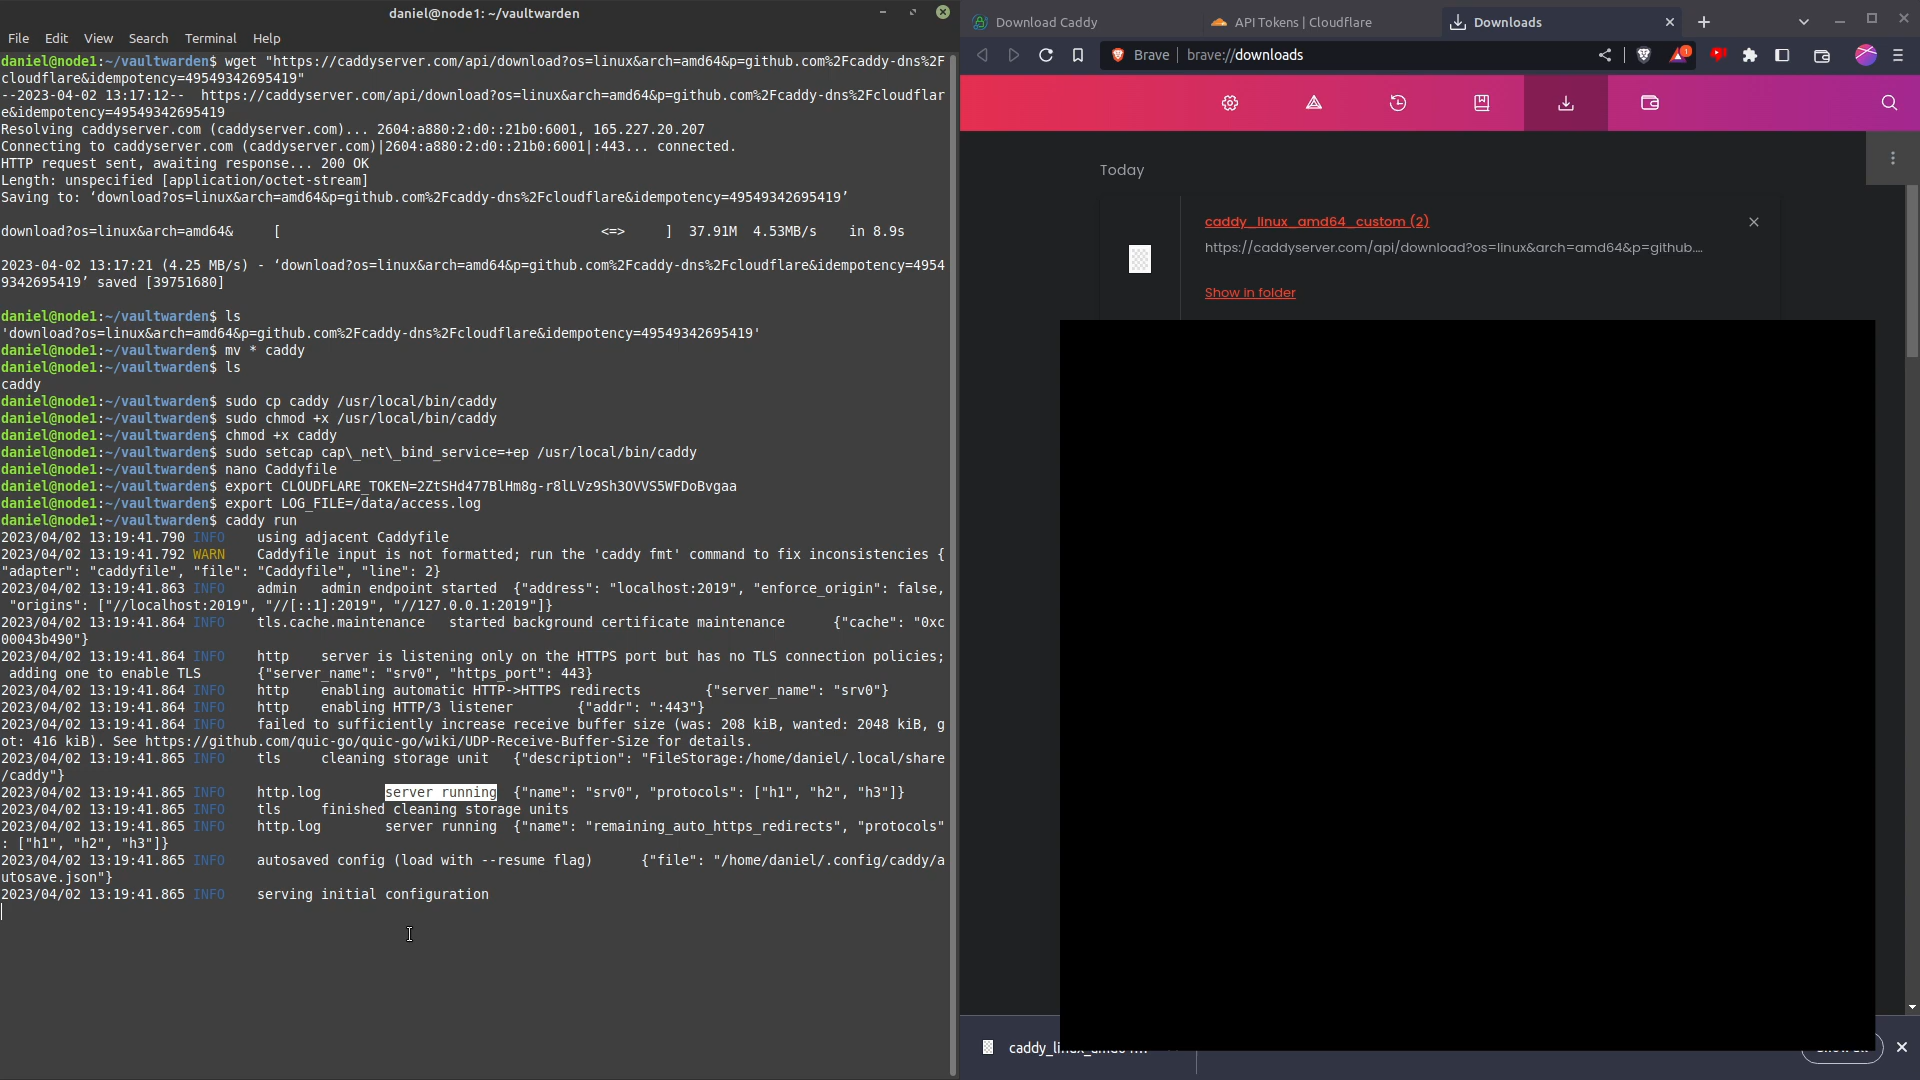 daniel@node1: ~/vaultwarden
File Edit View Search Terminal Help
daniel@node1:~/vaultwarden$ wget "https://caddyserver.com/api/download?os=linux&arch=amd64&p=github.com%2Fcaddy-dns%2F
cloudflare&idempotency=49549342695419"
--2023-04-02 13:17:12-- https://caddyserver.com/api/download?os=linux&arch=amd64&p=github.com%2Fcaddy-dns%2Fcloudflar
e&idempotency=49549342695419
Resolving caddyserver.com (caddyserver.com)... 2604:a880:2:d0::21b0:6001, 165.227.20.207
Connecting to caddyserver.com (caddyserver.com)|2604:a880:2:d0::21b0:6001|:443... connected.
HTTP request sent, awaiting response... 200 OK
Length: unspecified [application/octet-stream]
Saving to: ‘download?os=linux&arch=amd64&p=github.com%2Fcaddy-dns%2Fcloudflare&idempotency=49549342695419’
download?os=linux&arch=amd64& [ <=> ] 37.91M 4.53MB/s in 8.9s
2023-04-02 13:17:21 (4.25 MB/s) - ‘download?os=linux&arch=amd64&p=github.com%2Fcaddy-dns%2Fcloudflare&idempotency=4954
9342695419’ saved [39751680]
daniel@node1:~/vaultwarden$ ls
'download?os=linux&arch=amd64&p=github.com%2Fcaddy-dns%2Fcloudflare&idempotency=49549342695419'
daniel@node1:~/vaultwarden$ mv * caddy
daniel@node1:~/vaultwarden$ ls
caddy
daniel@node1:~/vaultwarden$ sudo cp caddy /usr/local/bin/caddy
daniel@node1:~/vaultwarden$ sudo chmod +x /usr/local/bin/caddy
daniel@node1:~/vaultwarden$ chmod +x caddy
daniel@node1:~/vaultwarden$ sudo setcap cap\_net\_bind_service=+ep /usr/local/bin/caddy
daniel@node1:~/vaultwarden$ nano Caddyfile
daniel@node1:~/vaultwarden$ export CLOUDFLARE_TOKEN=2ZtSHd477BlHm8g-r8lLVz9Sh3OVVS5WFDoBvgaa
daniel@node1:~/vaultwarden$ export LOG_FILE=/data/access.log
daniel@node1:~/vaultwarden$ caddy run
2023/04/02 13:19:41.790 INFO using adjacent Caddyfile
2023/04/02 13:19:41.792 WARN Caddyfile input is not formatted; run the 'caddy fmt' command to fix inconsistencies {
"adapter": "caddyfile", "file": "Caddyfile", "line": 2}
2023/04/02 13:19:41.863 INFO admin admin endpoint started {"address": "localhost:2019", "enforce_origin": false,
"origins": ["//localhost:2019", "//[::1]:2019", "//127.0.0.1:2019"]}
2023/04/02 13:19:41.864 INFO tls.cache.maintenance started background certificate maintenance {"cache": "0xc
00043b490"}
2023/04/02 13:19:41.864 INFO http server is listening only on the HTTPS port but has no TLS connection policies;
adding one to enable TLS {"server_name": "srv0", "https_port": 443}
2023/04/02 13:19:41.864 INFO http enabling automatic HTTP->HTTPS redirects {"server_name": "srv0"}
2023/04/02 13:19:41.864 INFO http enabling HTTP/3 listener {"addr": ":443"}
2023/04/02 13:19:41.864 INFO failed to sufficiently increase receive buffer size (was: 208 kiB, wanted: 2048 kiB, g
ot: 416 kiB). See https://github.com/quic-go/quic-go/wiki/UDP-Receive-Buffer-Size for details.
2023/04/02 13:19:41.865 INFO tls cleaning storage unit {"description": "FileStorage:/home/daniel/.local/share
/caddy"}
2023/04/02 13:19:41.865 INFO http.log server running {"name": "srv0", "protocols": ["h1", "h2", "h3"]}
2023/04/02 13:19:41.865 INFO tls finished cleaning storage units
2023/04/02 13:19:41.865 INFO http.log server running {"name": "remaining_auto_https_redirects", "protocols"
: ["h1", "h2", "h3"]}
2023/04/02 13:19:41.865 INFO autosaved config (load with --resume flag) {"file": "/home/daniel/.config/caddy/a
utosave.json"}
2023/04/02 13:19:41.865 INFO serving initial configuration
Download Caddy
API Tokens | Cloudflare
Downloads
Brave
brave://downloads
1
Today
caddy_linux_amd64_custom (2)
https://caddyserver.com/api/download?os=linux&arch=amd64&p=github....
Show in folder